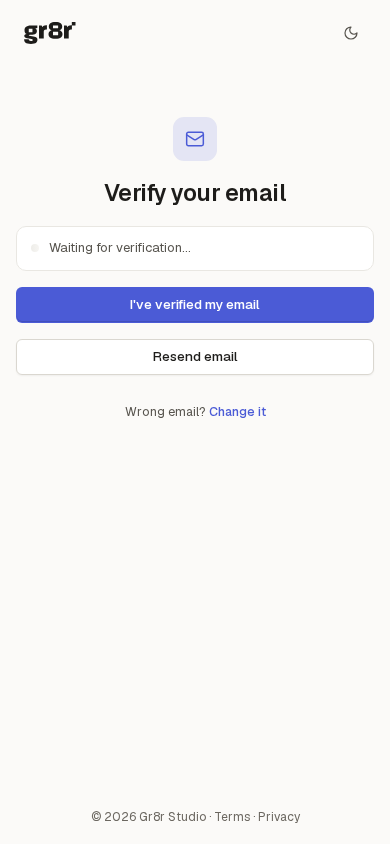 gr8r
Verify your email
Waiting for verification...
I've verified my email
Resend email
Wrong email? Change it
© 2026 Gr8r Studio · Terms · Privacy